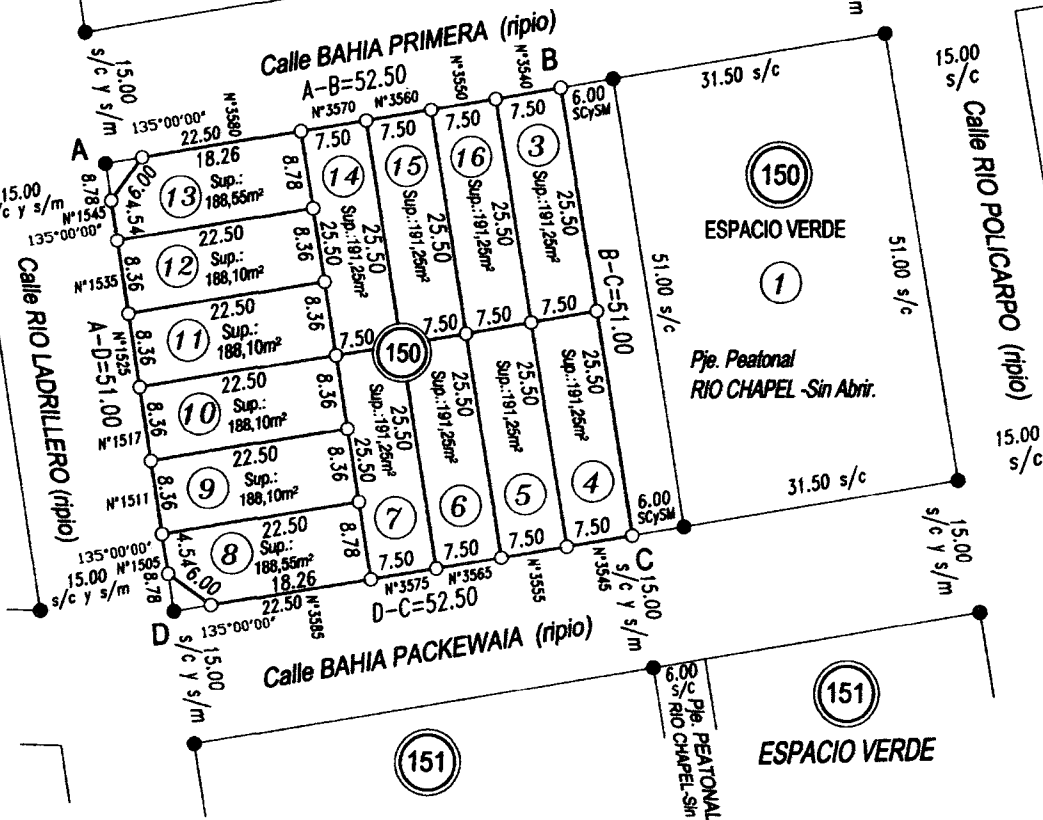 Calle BAHIA PRIMERA (ripio)
A-B=52.50
15.00
s/c y s/m
135°00'00"
N°3580
N°3570
N°3560
N°3550
N°3540
B
6.00
SCySM
31.50 s/c
15.00
s/c
A
8.78
22.50
18.26
6.00
4.54
13
Sup.:
188,55m²
8.78
7.50
14
25.50
Sup.:191,25m²
7.50
15
25.50
Sup.:191,25m²
7.50
16
25.50
Sup.:191,25m²
7.50
3
25.50
Sup.:191,25m²
25.50
150
ESPACIO VERDE
1
Calle RIO POLICARPO (ripio)
15.00
y s/m
N°1545
135°00'00"
22.50
12
Sup.:
188,10m²
8.36
8.36
N°1535
B-C=51.00
51.00 s/c
51.00 s/c
Calle RIO LADRILLERO (ripio)
A-D=51.00
22.50
11
Sup.:
188,10m²
8.36
8.36
N°1525
7.50
150
7.50
7.50
7.50
Pje. Peatonal
RIO CHAPEL -Sin Abrir.
22.50
10
Sup.:
188,10m²
8.36
8.36
N°1517
22.50
9
Sup.:
188,10m²
8.36
8.36
N°1511
25.50
7
25.50
Sup.:191,25m²
6
25.50
Sup.:191,25m²
5
25.50
Sup.:191,25m²
4
25.50
Sup.:191,25m²
15.00
s/c
31.50 s/c
6.00
SCySM
22.50
8
Sup.:
188,55m²
8.78
4.54
6.00
18.26
22.50
135°00'00"
N°1505
15.00
s/c y s/m
8.78
7.50
7.50
7.50
7.50
N°3585
N°3575
N°3565
N°3555
N°3545
C
D
D-C=52.50
135°00'00"
15.00
s/c y s/m
15.00
s/c y s/m
15.00
s/c y s/m
Calle BAHIA PACKEWAIA (ripio)
6.00
s/c
Pje. PEATONAL
RIO CHAPEL-Sin
151
151
ESPACIO VERDE